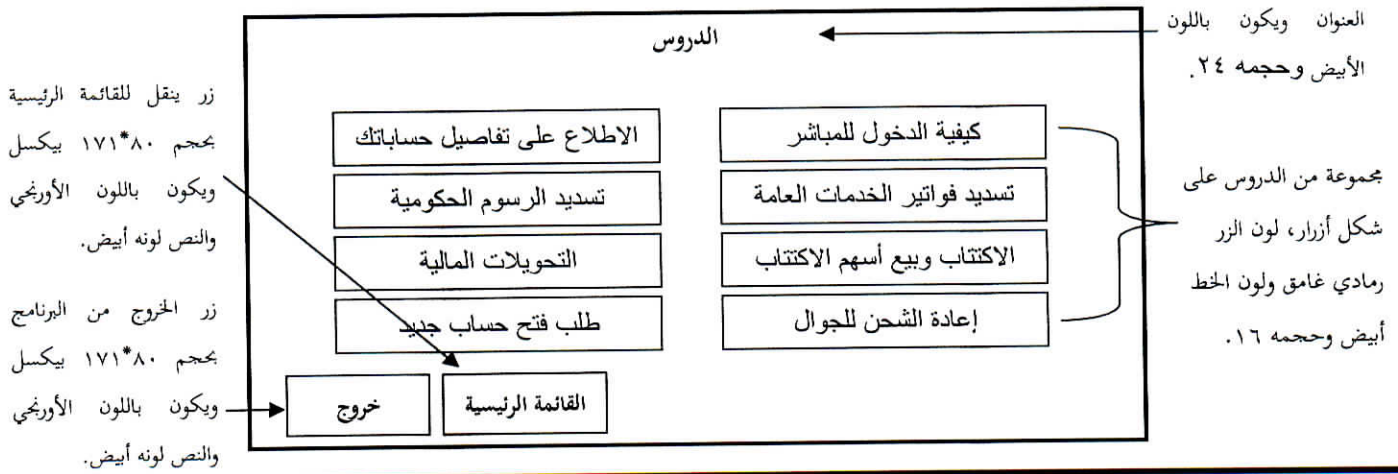 العنوان ويكون باللون
الأبيض وحجمه ٢٤.
الدروس
زر ينقل للقائمة الرئيسية
بحجم ٨٠*١٧١ بيكسل
ويكون باللون الأورنجي
والنص لونه أبيض.
كيفية الدخول للمباشر
الاطلاع على تفاصيل حساباتك
تسديد فواتير الخدمات العامة
تسديد الرسوم الحكومية
الاكتتاب وبيع أسهم الاكتتاب
التحويلات المالية
إعادة الشحن للجوال
طلب فتح حساب جديد
مجموعة من الدروس على
شكل أزرار، لون الزر
رمادي غامق ولون الخط
أبيض وحجمه ١٦.
زر الخروج من البرنامج
بحجم ٨٠*١٧١ بيكسل
ويكون باللون الأورنجي
والنص لونه أبيض.
القائمة الرئيسية
خروج